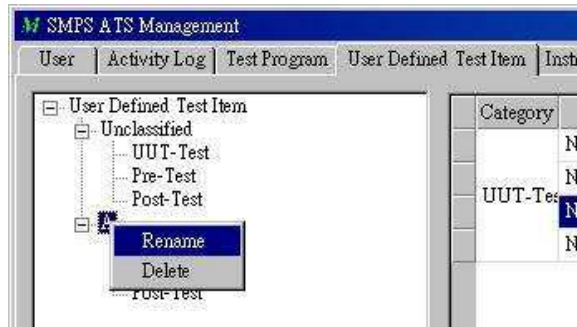 SMPS ATS Management
User Activity Log Test Program User Defined Test Item
User Defined Test Item
Unclassified
UUT-Test
Pre-Test
Post-Test
A
Rename
Delete
Post-Test
Category
UUT-Tes
N
N
N
N